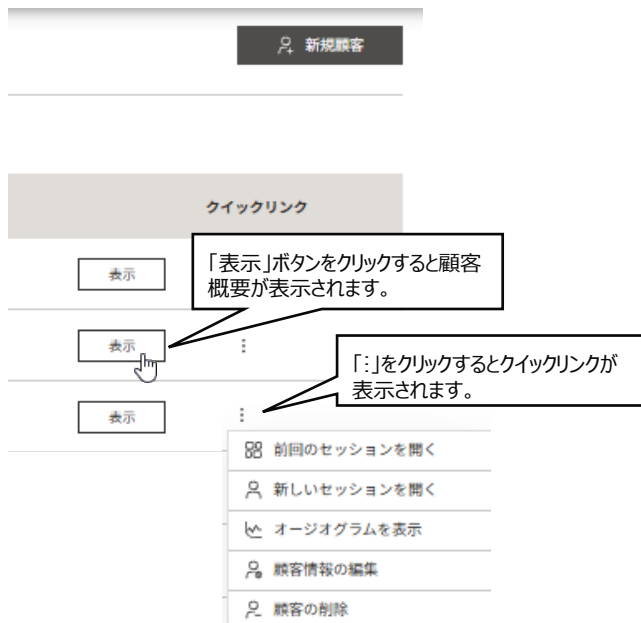 新規顧客
クイックリンク
「表示」ボタンをクリックすると顧客
概要が表示されます。
表示
表示
⋮
「⋮」をクリックするとクイックリンクが
表示されます。
表示
⋮
前回のセッションを開く
新しいセッションを開く
オージオグラムを表示
顧客情報の編集
顧客の削除